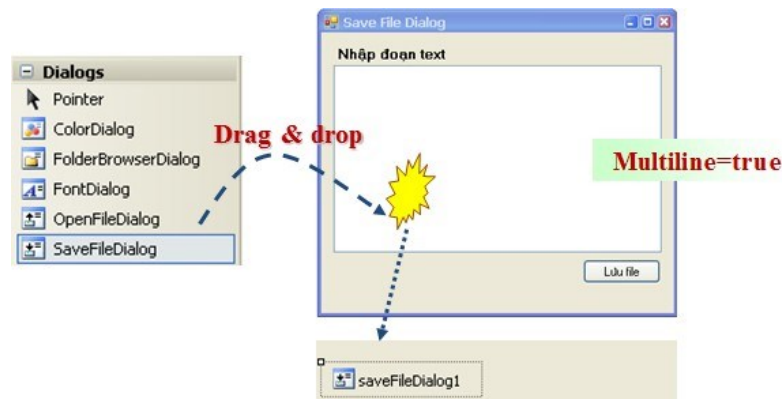 Dialogs
Pointer
ColorDialog
FolderBrowserDialog
FontDialog
OpenFileDialog
SaveFileDialog
Drag & drop
Save File Dialog
Nhập đoạn text
Multiline=true
Lưu file
saveFileDialog1